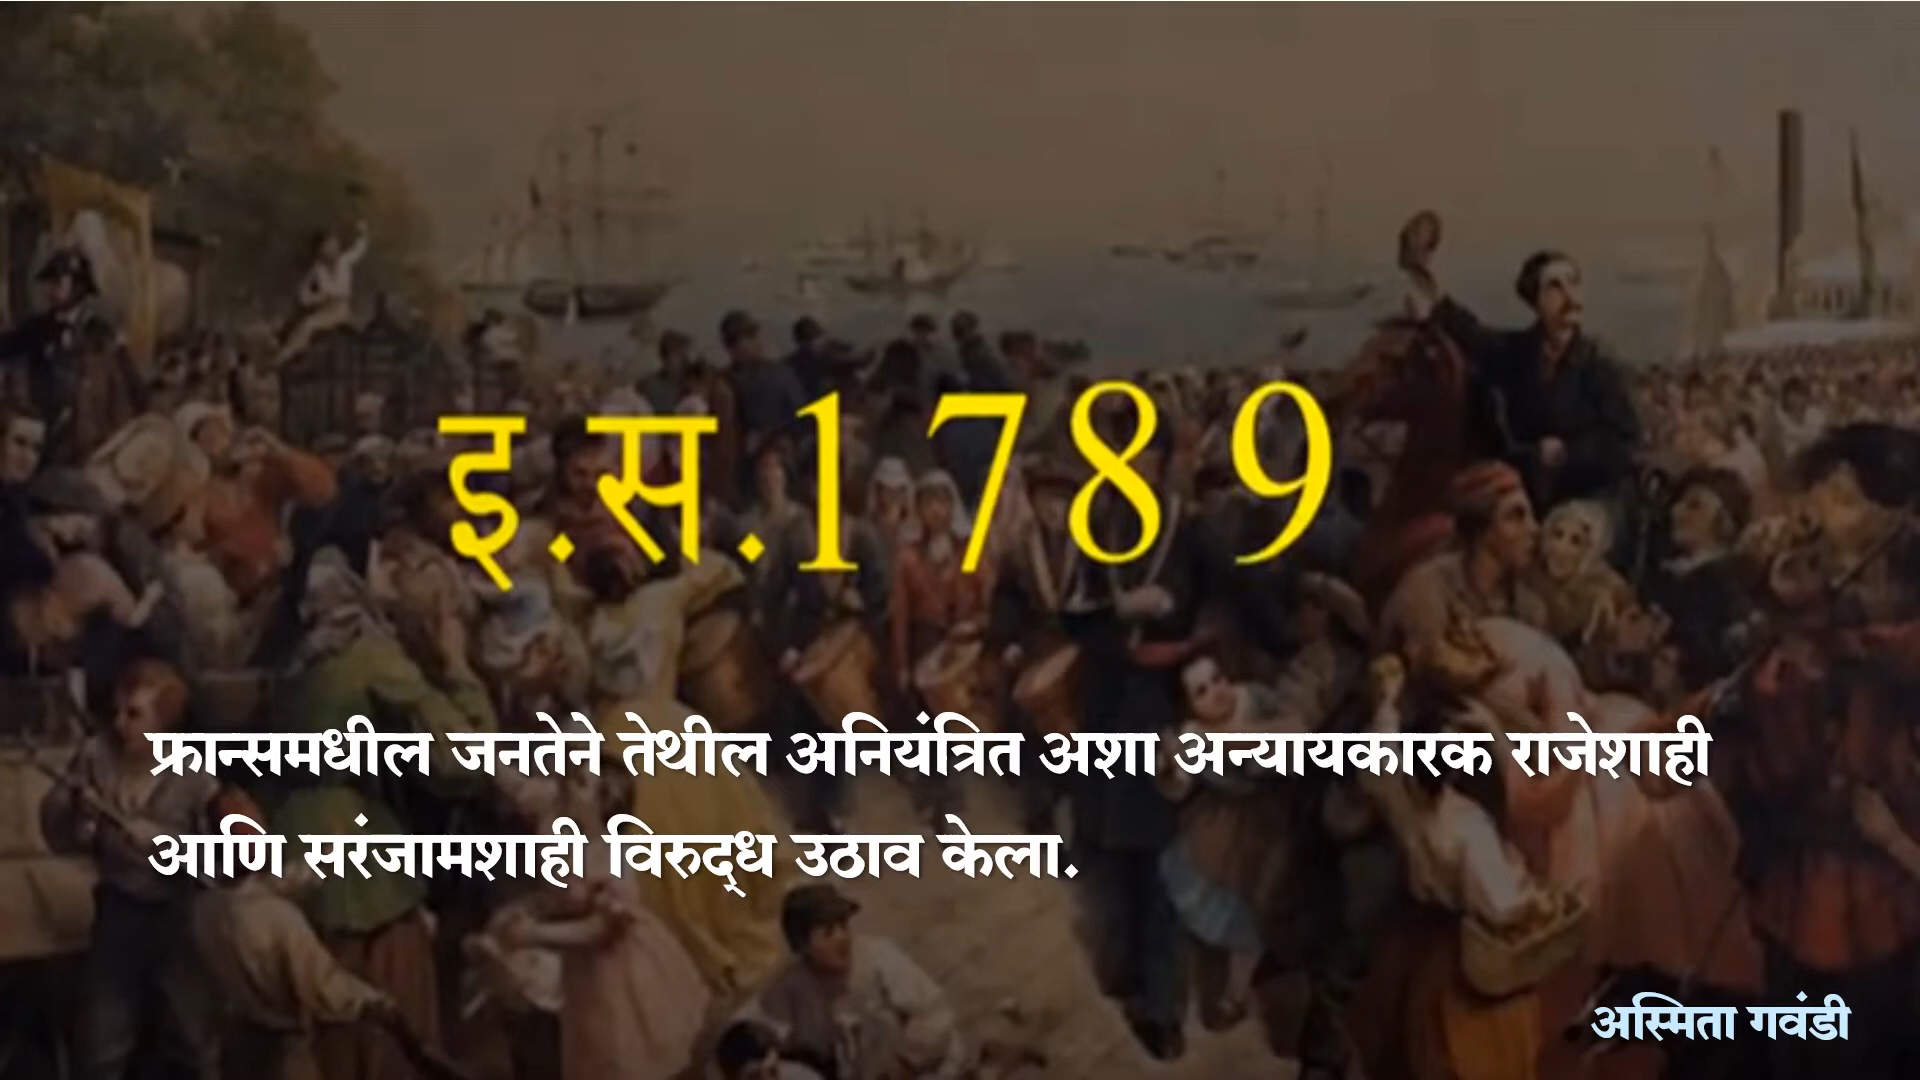 इ.स.1789
फ्रान्समधील जनतेने तेथील अनियंत्रित अशा अन्यायकारक राजेशाही
आणि सरंजामशाही विरुद्ध उठाव केला.
अस्मिता गवंडी